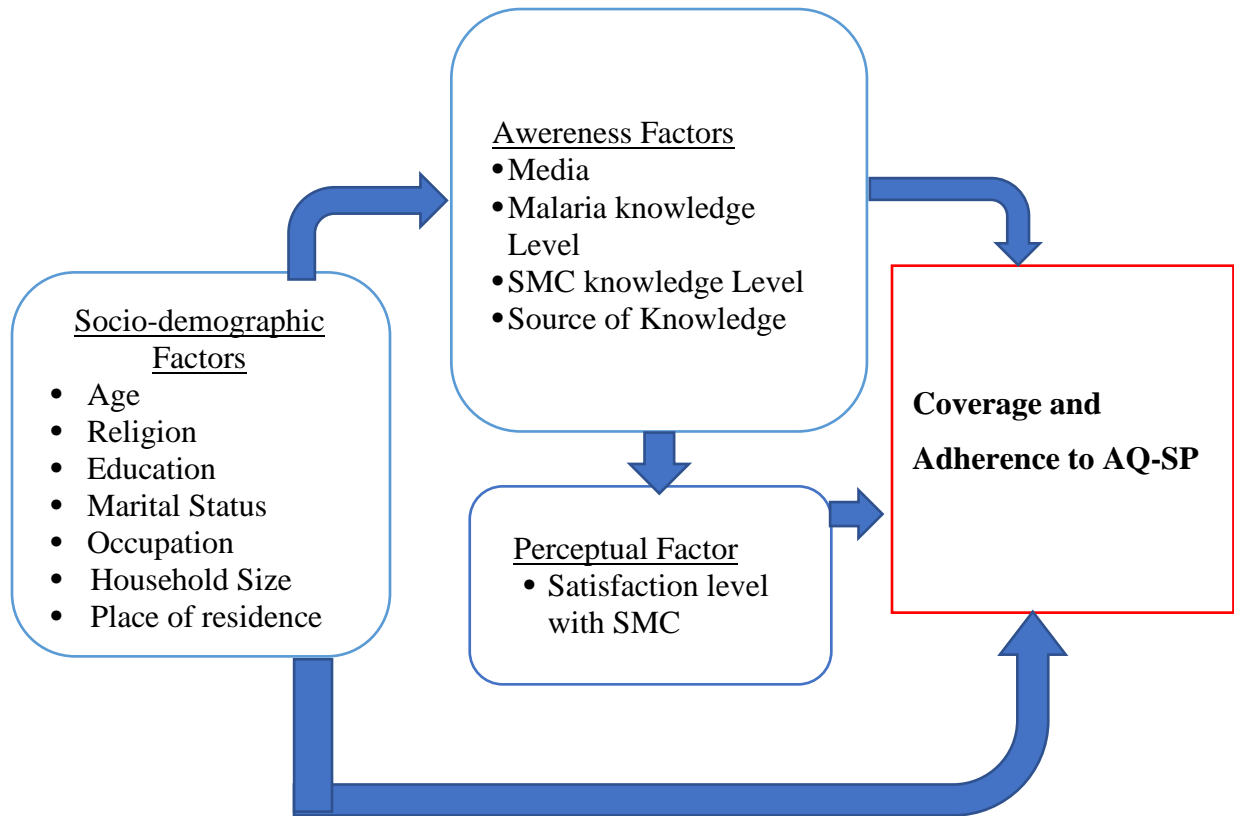 Awereness Factors
• Media
• Malaria knowledge
Level
• SMC knowledge Level
• Source of Knowledge
Socio-demographic
Factors
• Age
• Religion
• Education
• Marital Status
• Occupation
• Household Size
• Place of residence
Perceptual Factor
• Satisfaction level
with SMC
Coverage and
Adherence to AQ-SP